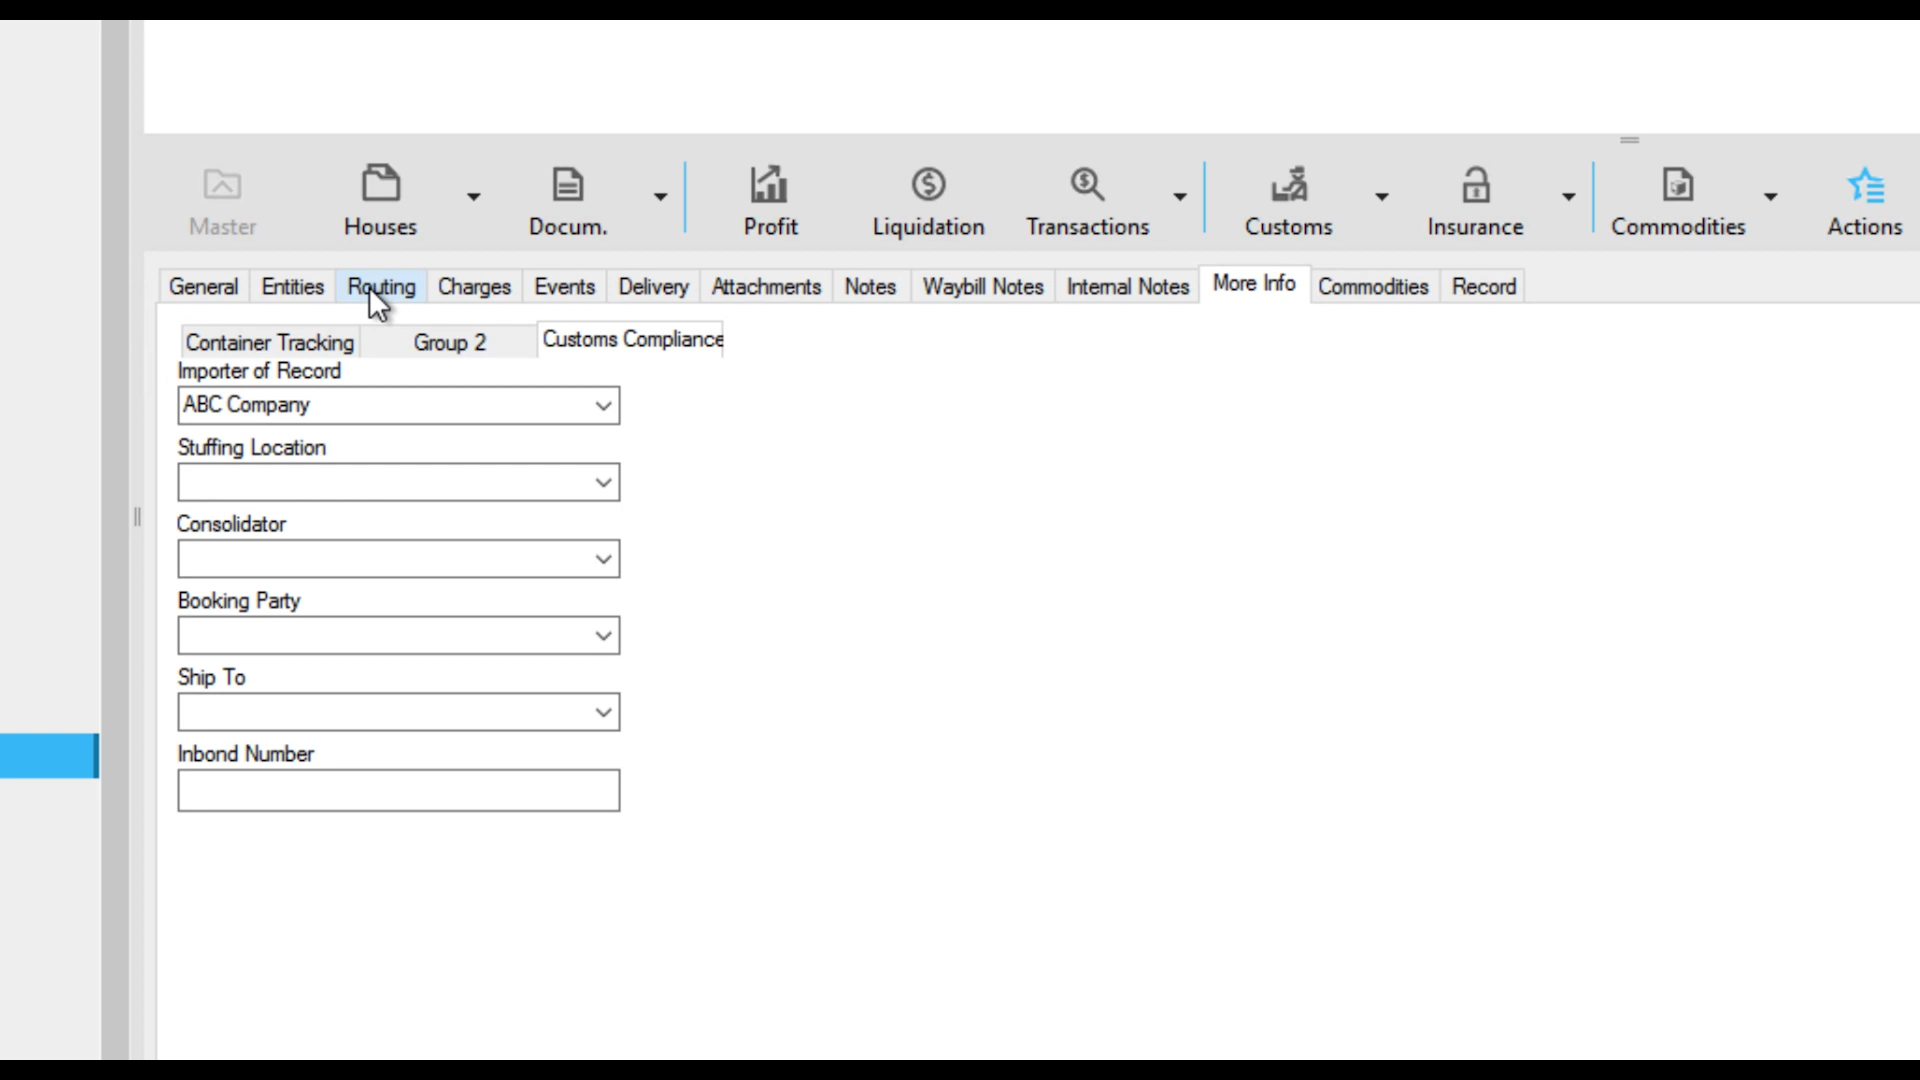 Master Houses Docum. Profit Liquidation Transactions Customs Insurance Commodities Actions
General Entities Routing Charges Events Delivery Attachments Notes Waybill Notes Internal Notes More Info Commodities Record
Container Tracking Group 2 Customs Compliance
Importer of Record
ABC Company
Stuffing Location
Consolidator
Booking Party
Ship To
Inbond Number